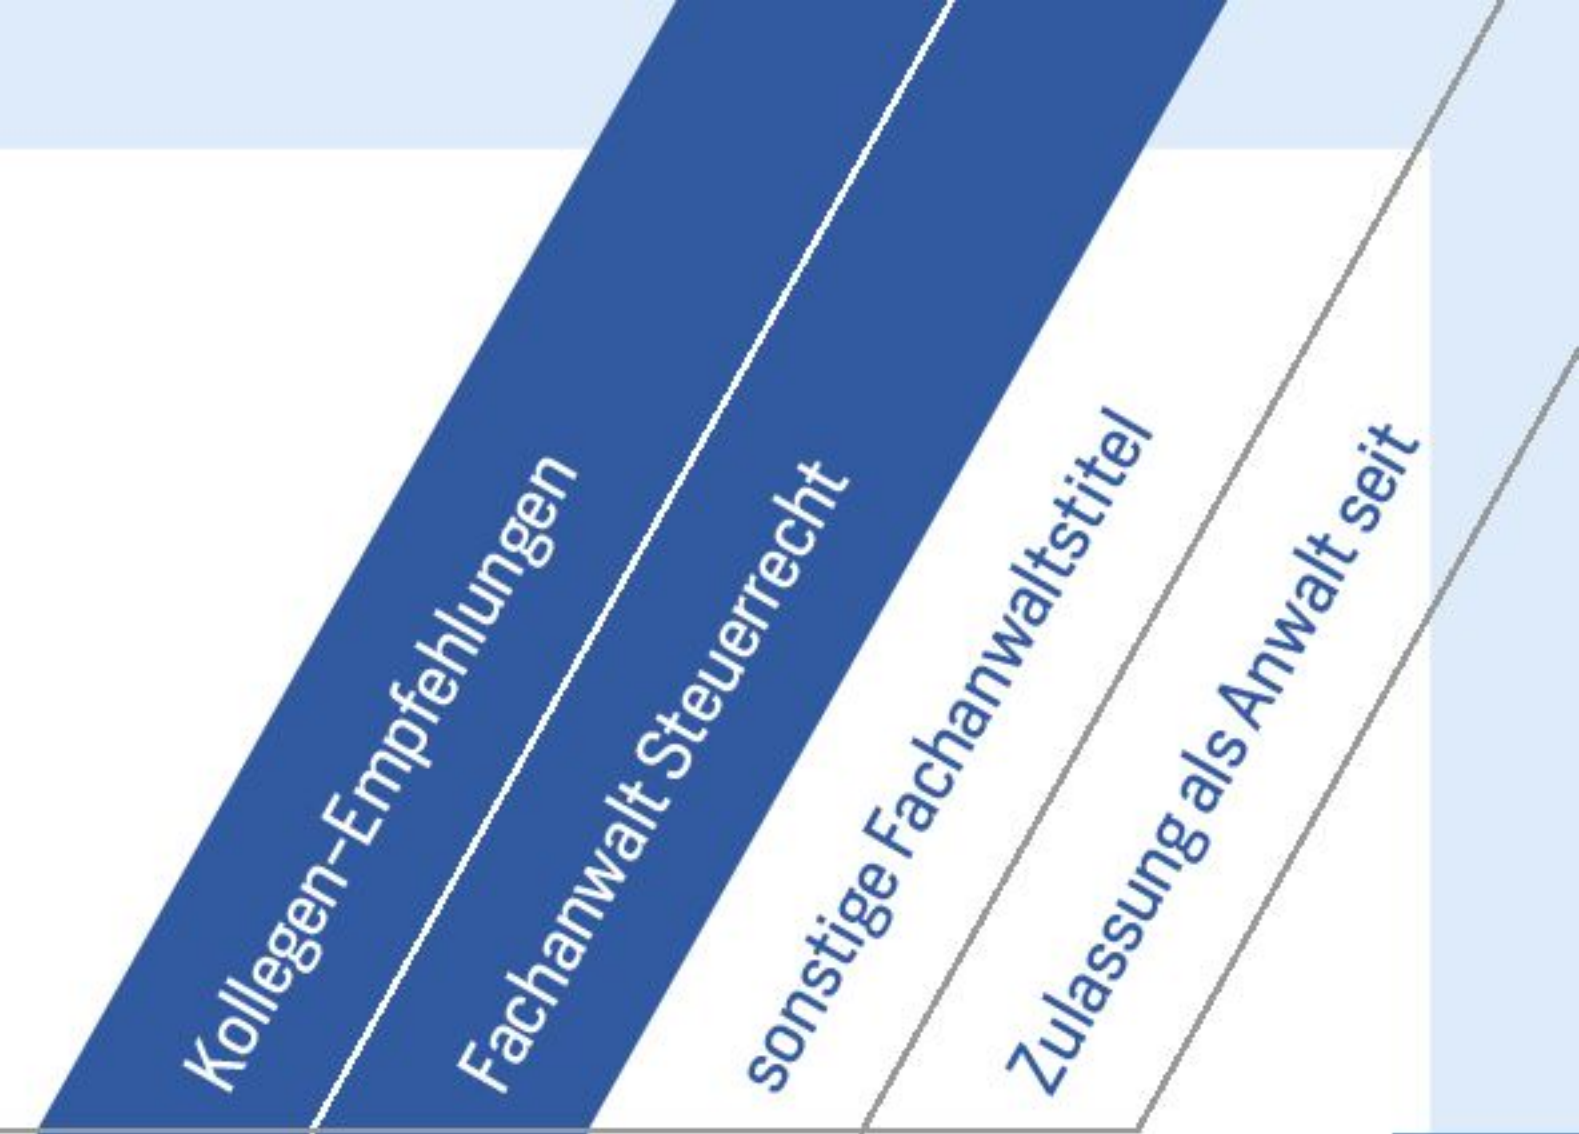 Kollegen-Empfehlungen
Fachanwalt Steuerrecht
sonstige Fachanwaltstitel
Zulassung als Anwalt seit